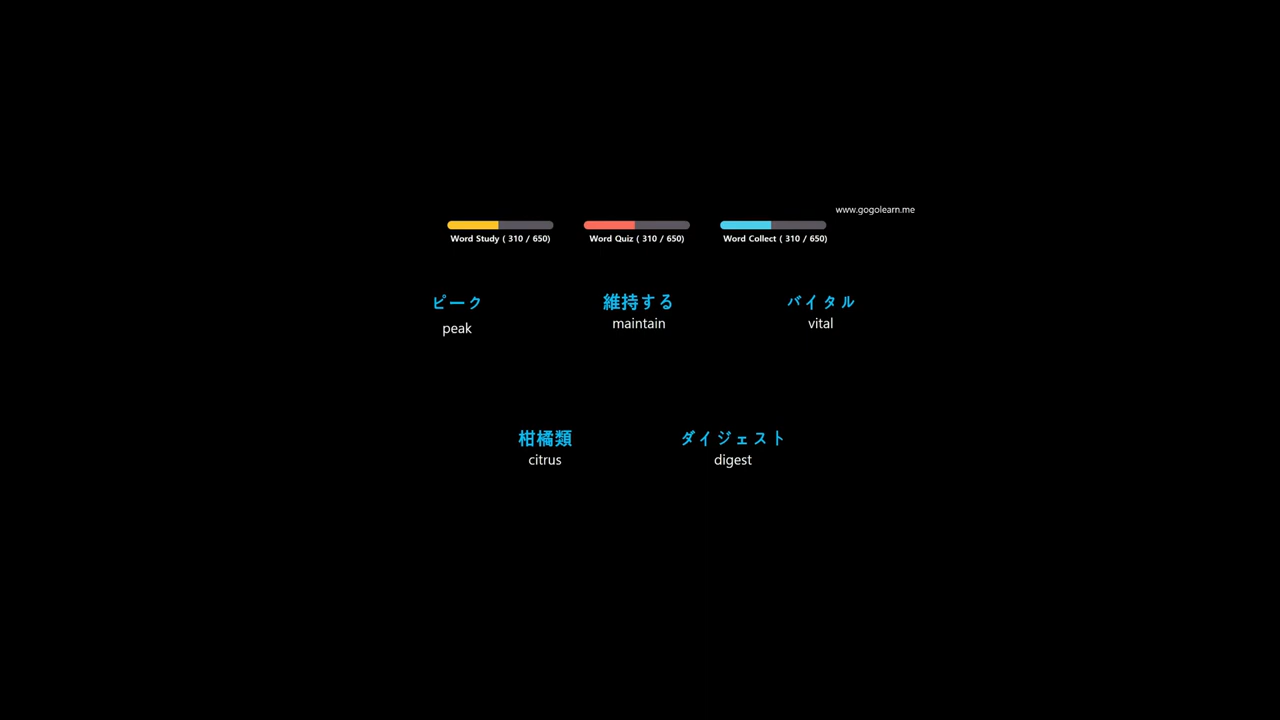 www.gogolearn.me
Word Study ( 310 / 650)
Word Quiz ( 310 / 650)
Word Collect ( 310 / 650)
ピーク
peak
維持する
maintain
バイタル
vital
柑橘類
citrus
ダイジェスト
digest